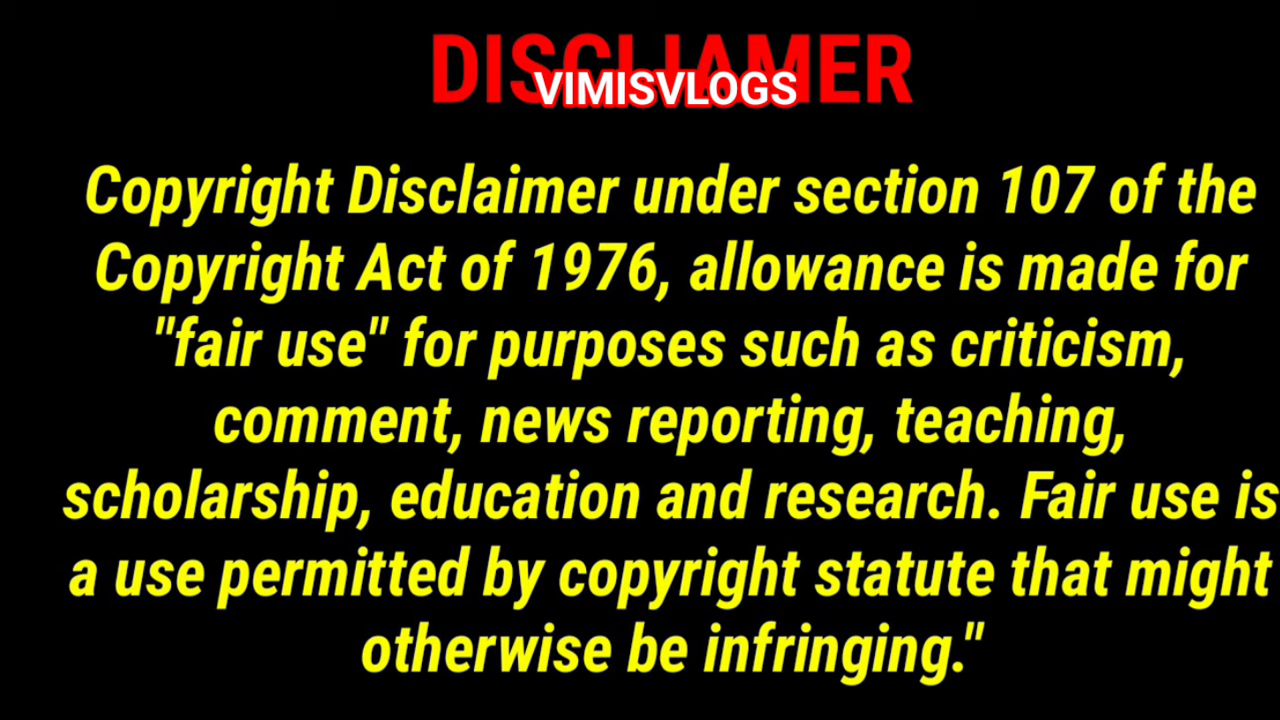 DISCLIAMER
VIMISVLOGS
Copyright Disclaimer under section 107 of the
Copyright Act of 1976, allowance is made for
"fair use" for purposes such as criticism,
comment, news reporting, teaching,
scholarship, education and research. Fair use is
a use permitted by copyright statute that might
otherwise be infringing."